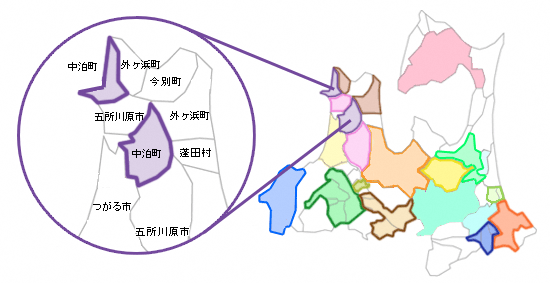 中泊町
外ヶ浜町
今別町
五所川原市
外ヶ浜町
中泊町
蓬田村
つがる市
五所川原市